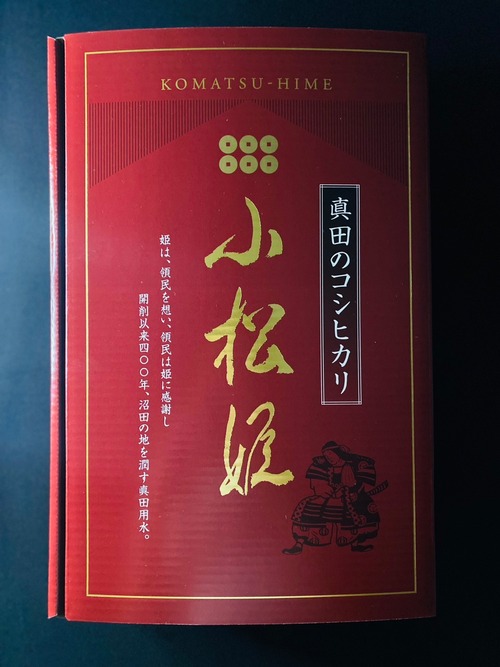 KOMATSU-HIME
真田のコシヒカリ
小松姫
姫は、領民を想い、領民は姫に感謝し
開削以来四〇〇年、沼田の地を潤す真田用水。